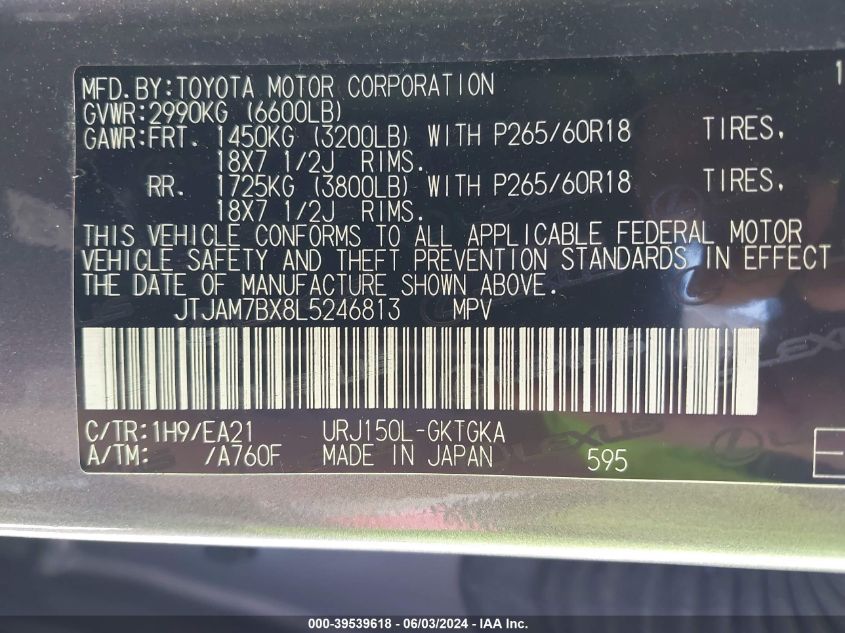 MFD.BY:TOYOTA MOTOR CORPORATION 1
GVWR:2990KG (6600LB)
GAWR:FRT. 1450KG (3200LB) WITH P265/60R18 TIRES,
18X7 1/2J RIMS.
RR. 1725KG (3800LB) WITH P265/60R18 TIRES,
18X7 1/2J RIMS.
THIS VEHICLE CONFORMS TO ALL APPLICABLE FEDERAL MOTOR
VEHICLE SAFETY AND THEFT PREVENTION STANDARDS IN EFFECT
THE DATE OF MANUFACTURE SHOWN ABOVE.
JTJAM7BX8L5246813 MPV
C/TR:1H9/EA21 URJ150L-GKTGKA
A/TM: /A760F MADE IN JAPAN 595
LEXUS
000-39539618 - 06/03/2024 - IAA Inc.